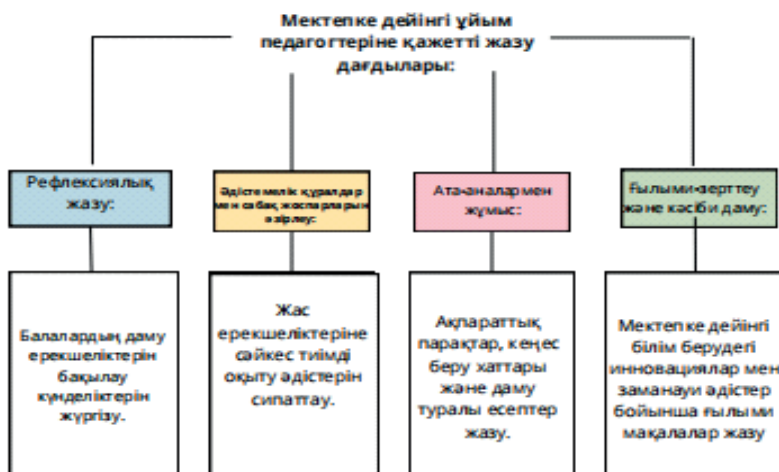 Мектепке дейінгі ұйым
педагогтеріне қажетті жазу
дағдылары:
Рефлексиялық
жазу:
Әдістемелік құралдар
мен сабақ жоспарларын
әзірлеу:
Ата-аналармен
жұмыс:
Ғылыми-зерттеу
және кәсіби даму:
Балалардың даму
ерекшеліктерін
бақылау
күнделіктерін
жүргізу.
Жас
ерекшеліктеріне
сәйкес тиімді
оқыту әдістерін
сипаттау.
Ақпараттық
парақтар, кеңес
беру хаттары
және даму
туралы есептер
жазу.
Мектепке дейінгі
білім берудегі
инновациялар мен
заманауи әдістер
бойынша ғылыми
мақалалар жазу